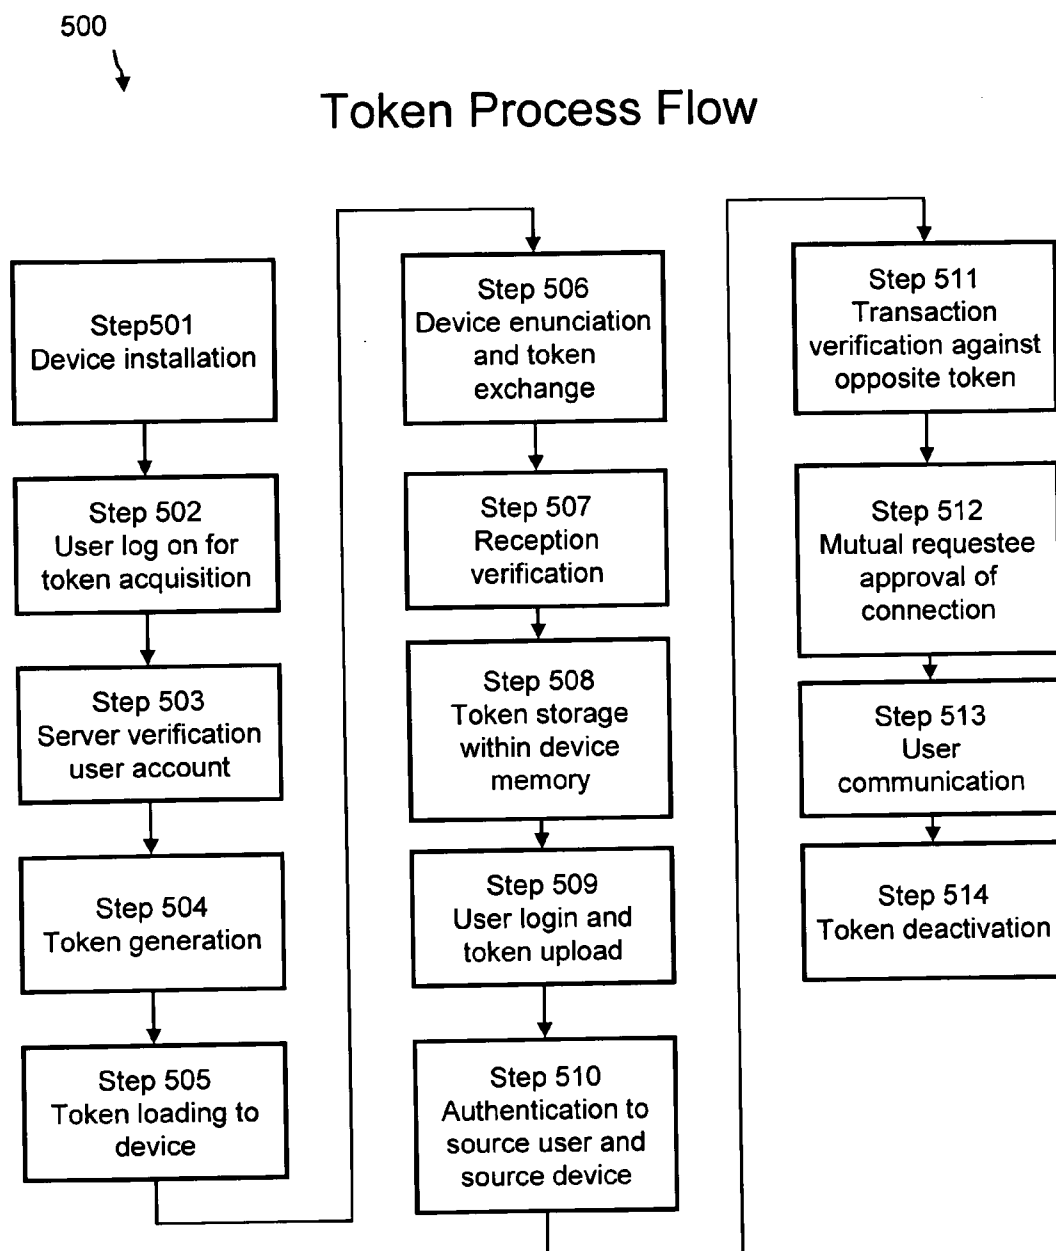 500
Token Process Flow
Step501
Device installation
Step 502
User log on for
token acquisition
Step 503
Server verification
user account
Step 504
Token generation
Step 505
Token loading to
device
Step 506
Device enunciation
and token
exchange
Step 507
Reception
verification
Step 508
Token storage
within device
memory
Step 509
User login and
token upload
Step 510
Authentication to
source user and
source device
Step 511
Transaction
verification against
opposite token
Step 512
Mutual requestee
approval of
connection
Step 513
User
communication
Step 514
Token deactivation